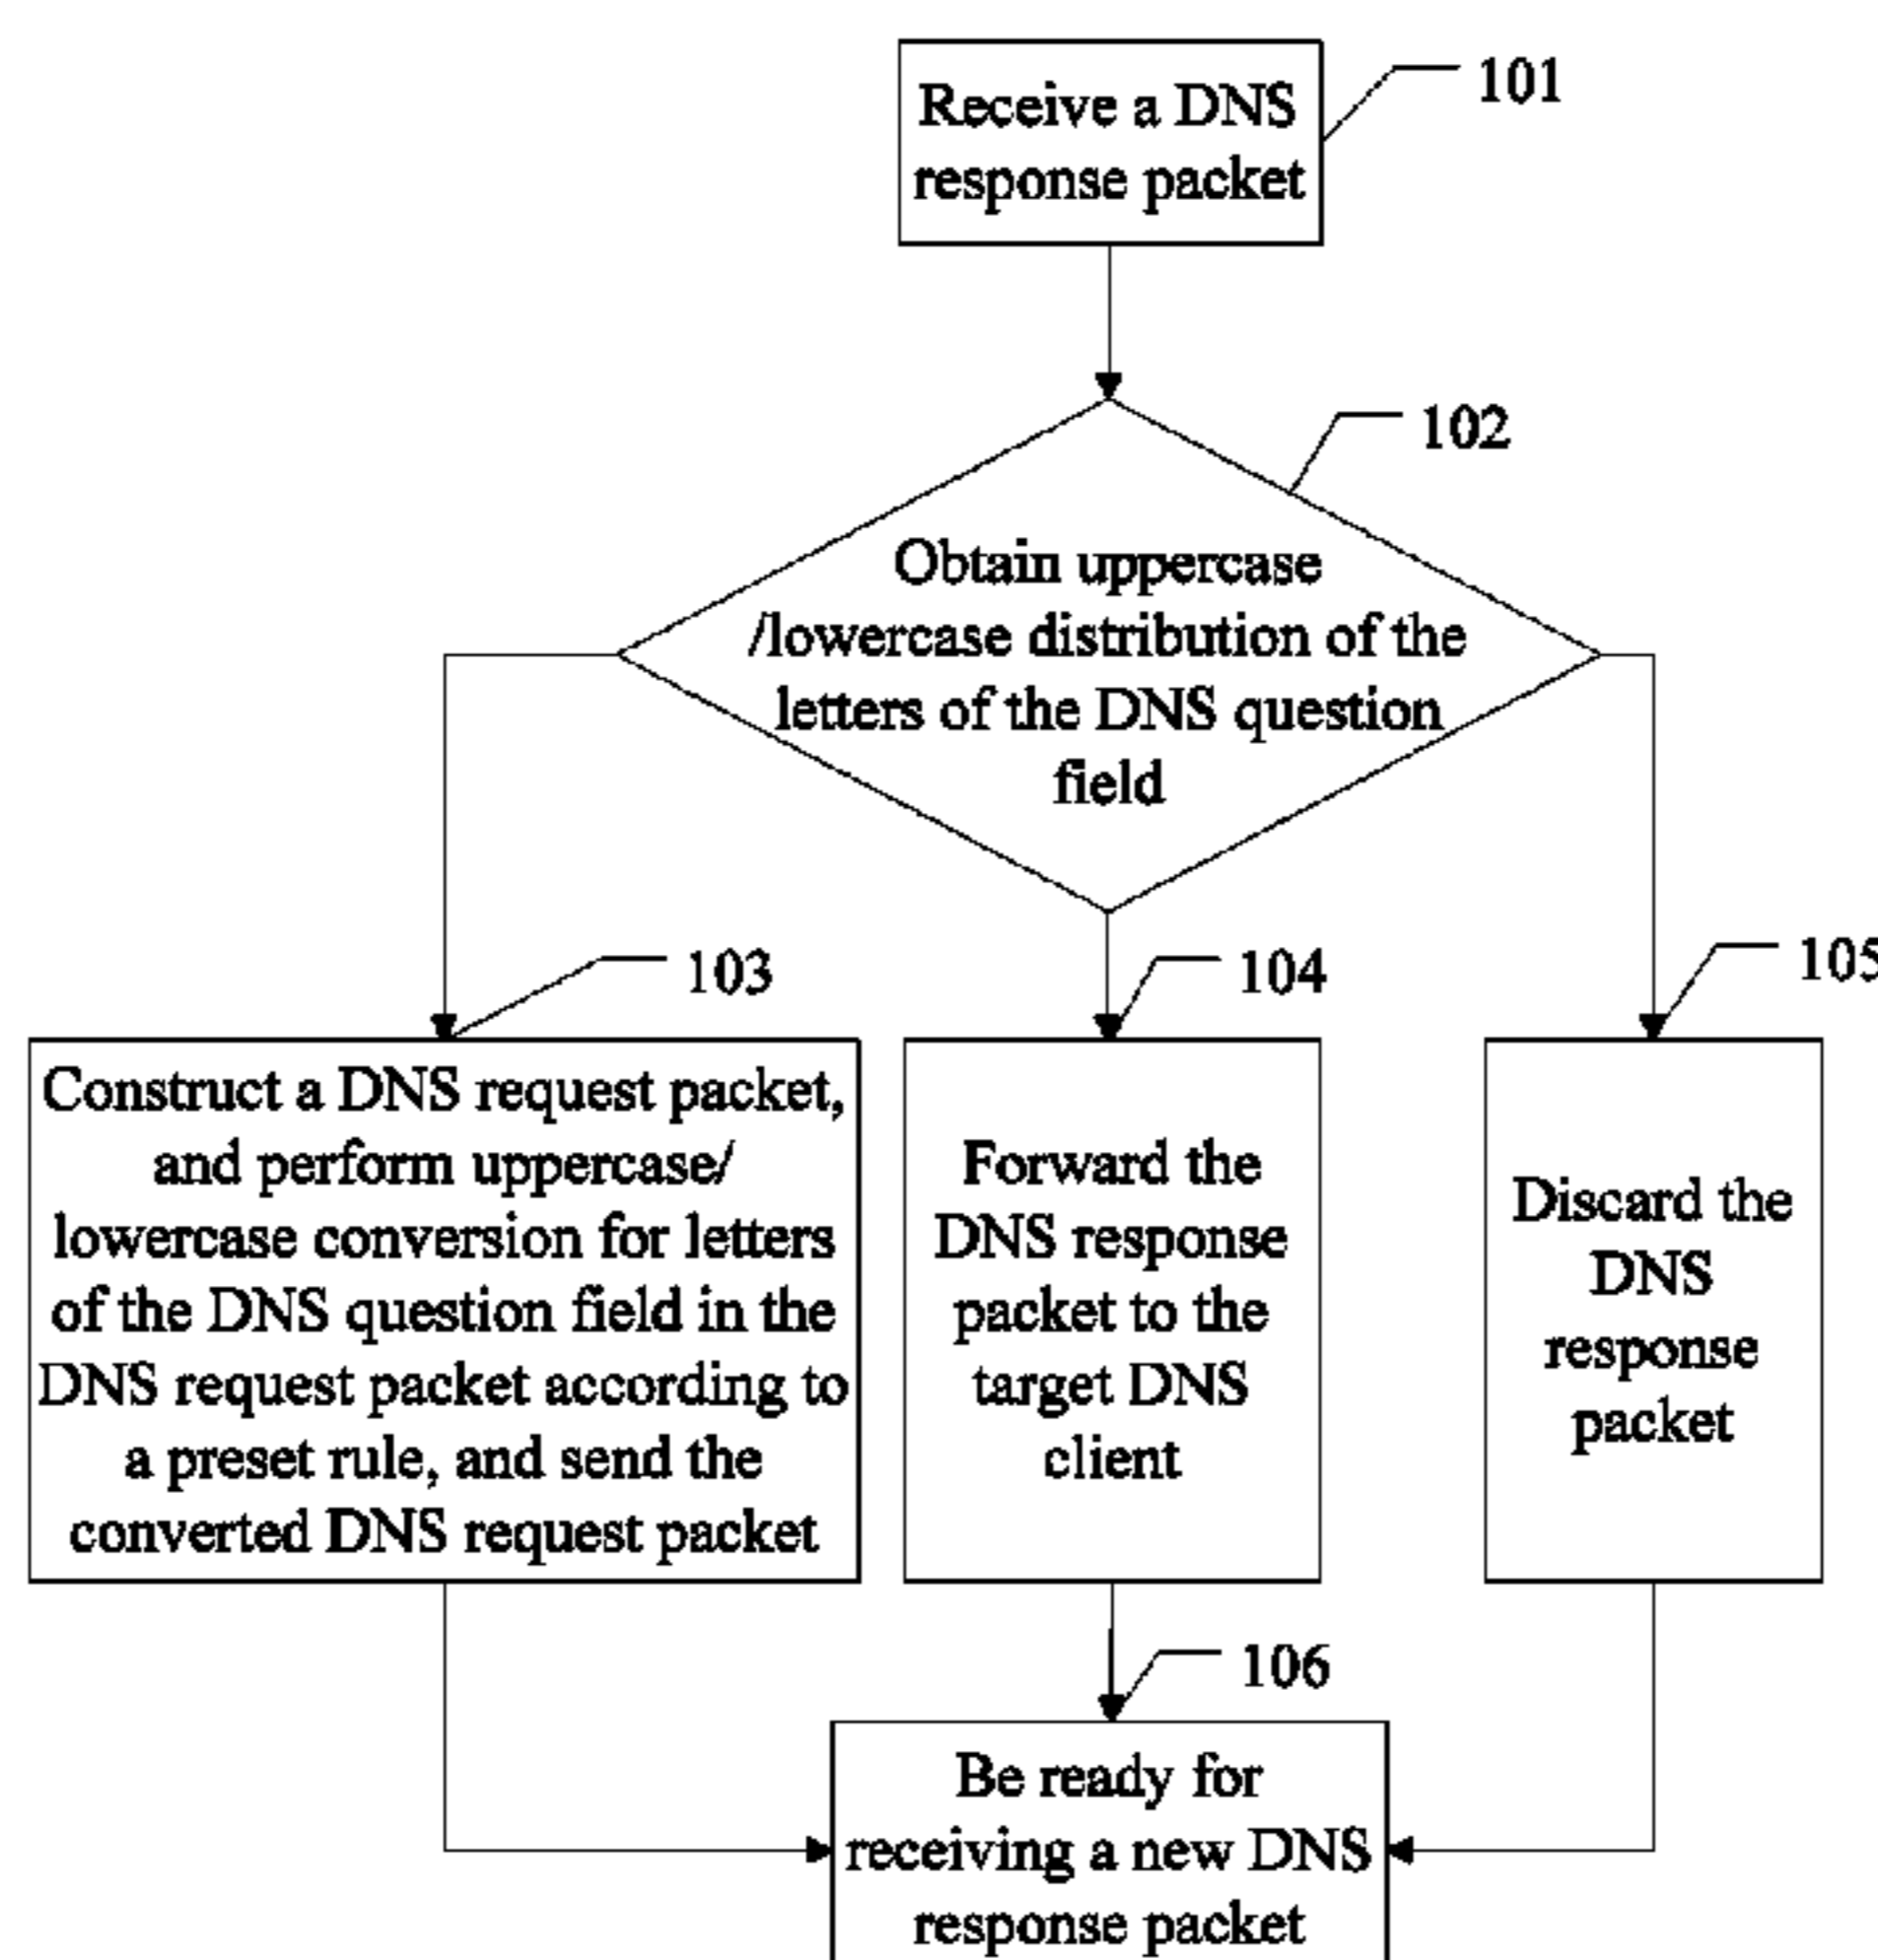 Receive a DNS
response packet
101
102
Obtain uppercase
/lowercase distribution of the
letters of the DNS question
field
103
104
105
Construct a DNS request packet,
and perform uppercase/
lowercase conversion for letters
of the DNS question field in the
DNS request packet according to
a preset rule, and send the
converted DNS request packet
Forward the
DNS response
packet to the
target DNS
client
Discard the
DNS
response
packet
106
Be ready for
receiving a new DNS
response packet